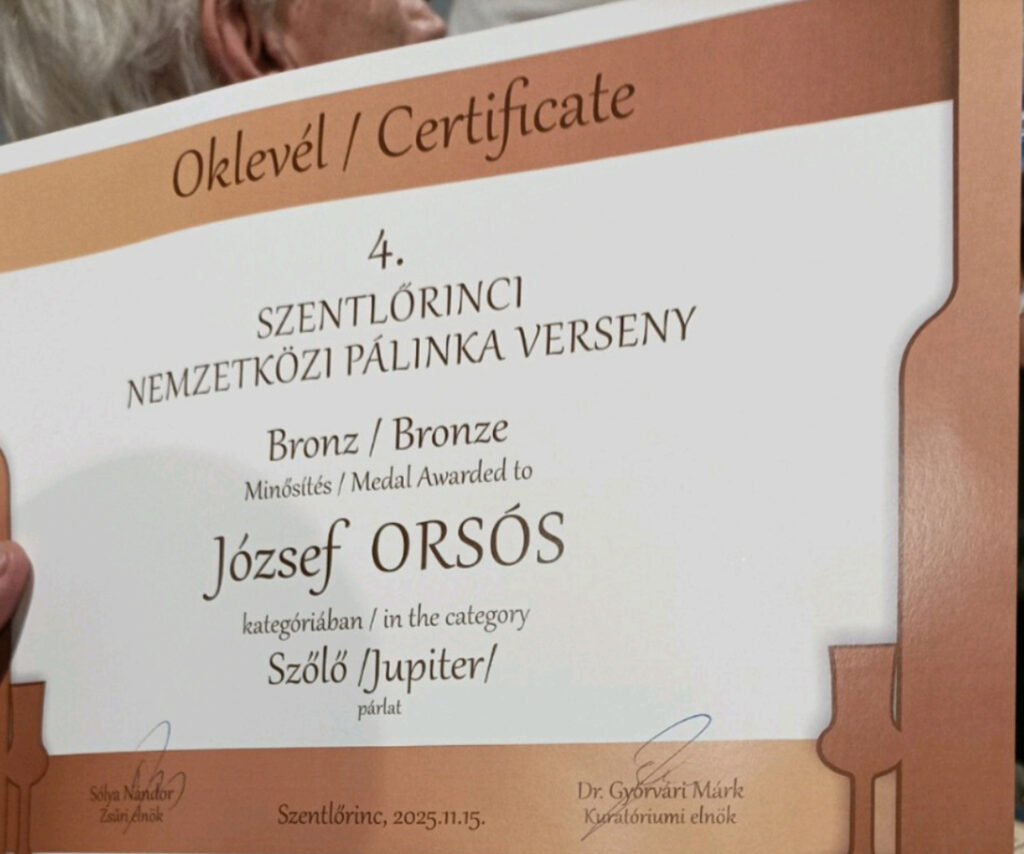 Oklevél / Certificate
4.
SZENTLŐRINCI
NEMZETKÖZI PÁLINKA VERSENY
Bronz / Bronze
Minősítés / Medal Awarded to
József ORSÓS
kategóriában / in the category
Szőlő /Jupiter/
párlat
Sólya Nándor
Zsűri elnök
Szentlőrinc, 2025.11.15.
Dr. Győrvári Márk
Kuratóriumi elnök